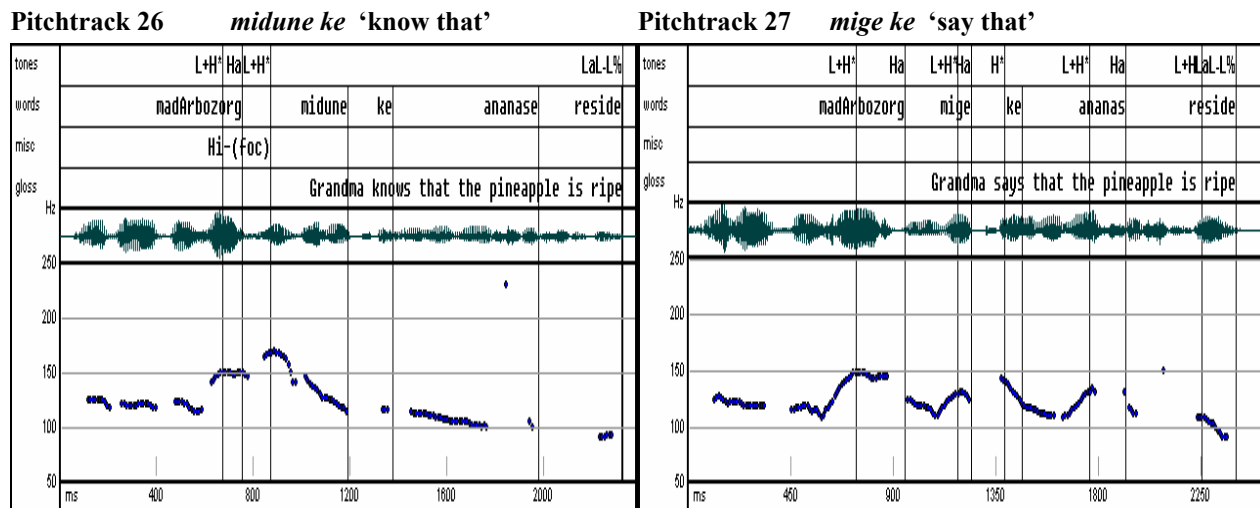 Pitchtrack 26 midune ke ‘know that’
tones L+H* Ha L+H* LaL-L%
words madArbozorg midune ke ananase reside
misc Hi-(foc)
gloss Grandma knows that the pineapple is ripe
Hz
250
200
150
100
50
ms 400 800 1200 1600 2000
Pitchtrack 27 mige ke ‘say that’
tones L+H* Ha L+H*Ha H* L+H* Ha L+HLaL-L%
words madArbozorg mige ke ananas reside
misc
gloss Grandma says that the pineapple is ripe
Hz
250
200
150
100
50
ms 450 900 1350 1800 2250